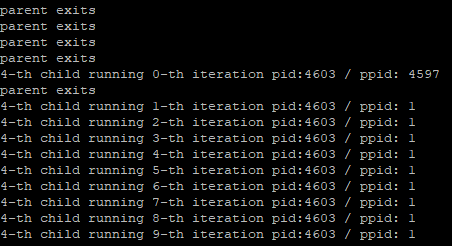 parent exits
parent exits
parent exits
parent exits
4-th child running 0-th iteration pid:4603 / ppid: 4597
parent exits
4-th child running 1-th iteration pid:4603 / ppid: 1
4-th child running 2-th iteration pid:4603 / ppid: 1
4-th child running 3-th iteration pid:4603 / ppid: 1
4-th child running 4-th iteration pid:4603 / ppid: 1
4-th child running 5-th iteration pid:4603 / ppid: 1
4-th child running 6-th iteration pid:4603 / ppid: 1
4-th child running 7-th iteration pid:4603 / ppid: 1
4-th child running 8-th iteration pid:4603 / ppid: 1
4-th child running 9-th iteration pid:4603 / ppid: 1